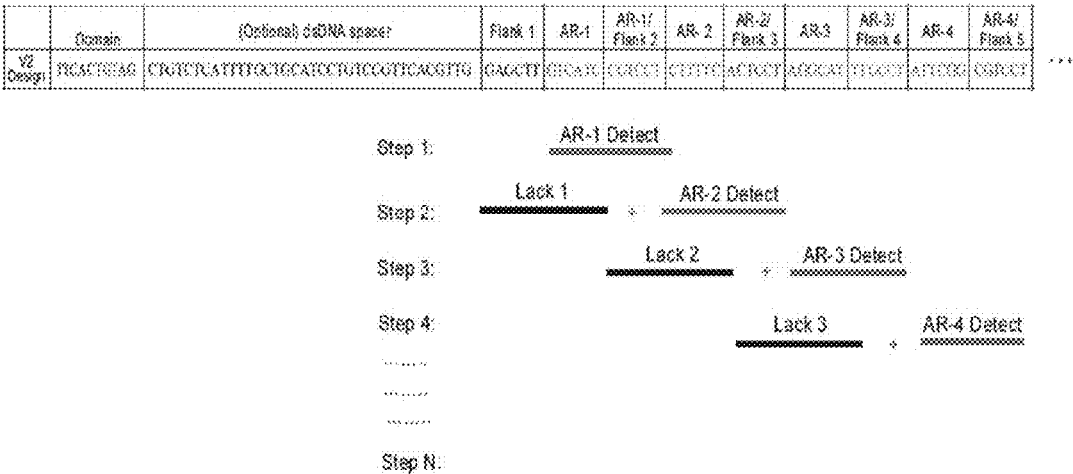 Domain (Optional) dsDNA spacer Flank 1 AR-1 AR-1/ Flank 2 AR- 2 AR-2/ Flank 3 AR-3 AR-3/ Flank 4 AR-4 AR-4/ Flank 5
V2 Design CTGTCTCATTTTCCTGCATCCTGTCCGTTCACGTTG GAGCTT CGTCCT ACTCCT ...
Step 1: AR-1 Detect
Step 2: Lack 1 + AR-2 Detect
Step 3: Lack 2 + AR-3 Detect
Step 4: Lack 3 + AR-4 Detect
.......
.......
.......
Step N: